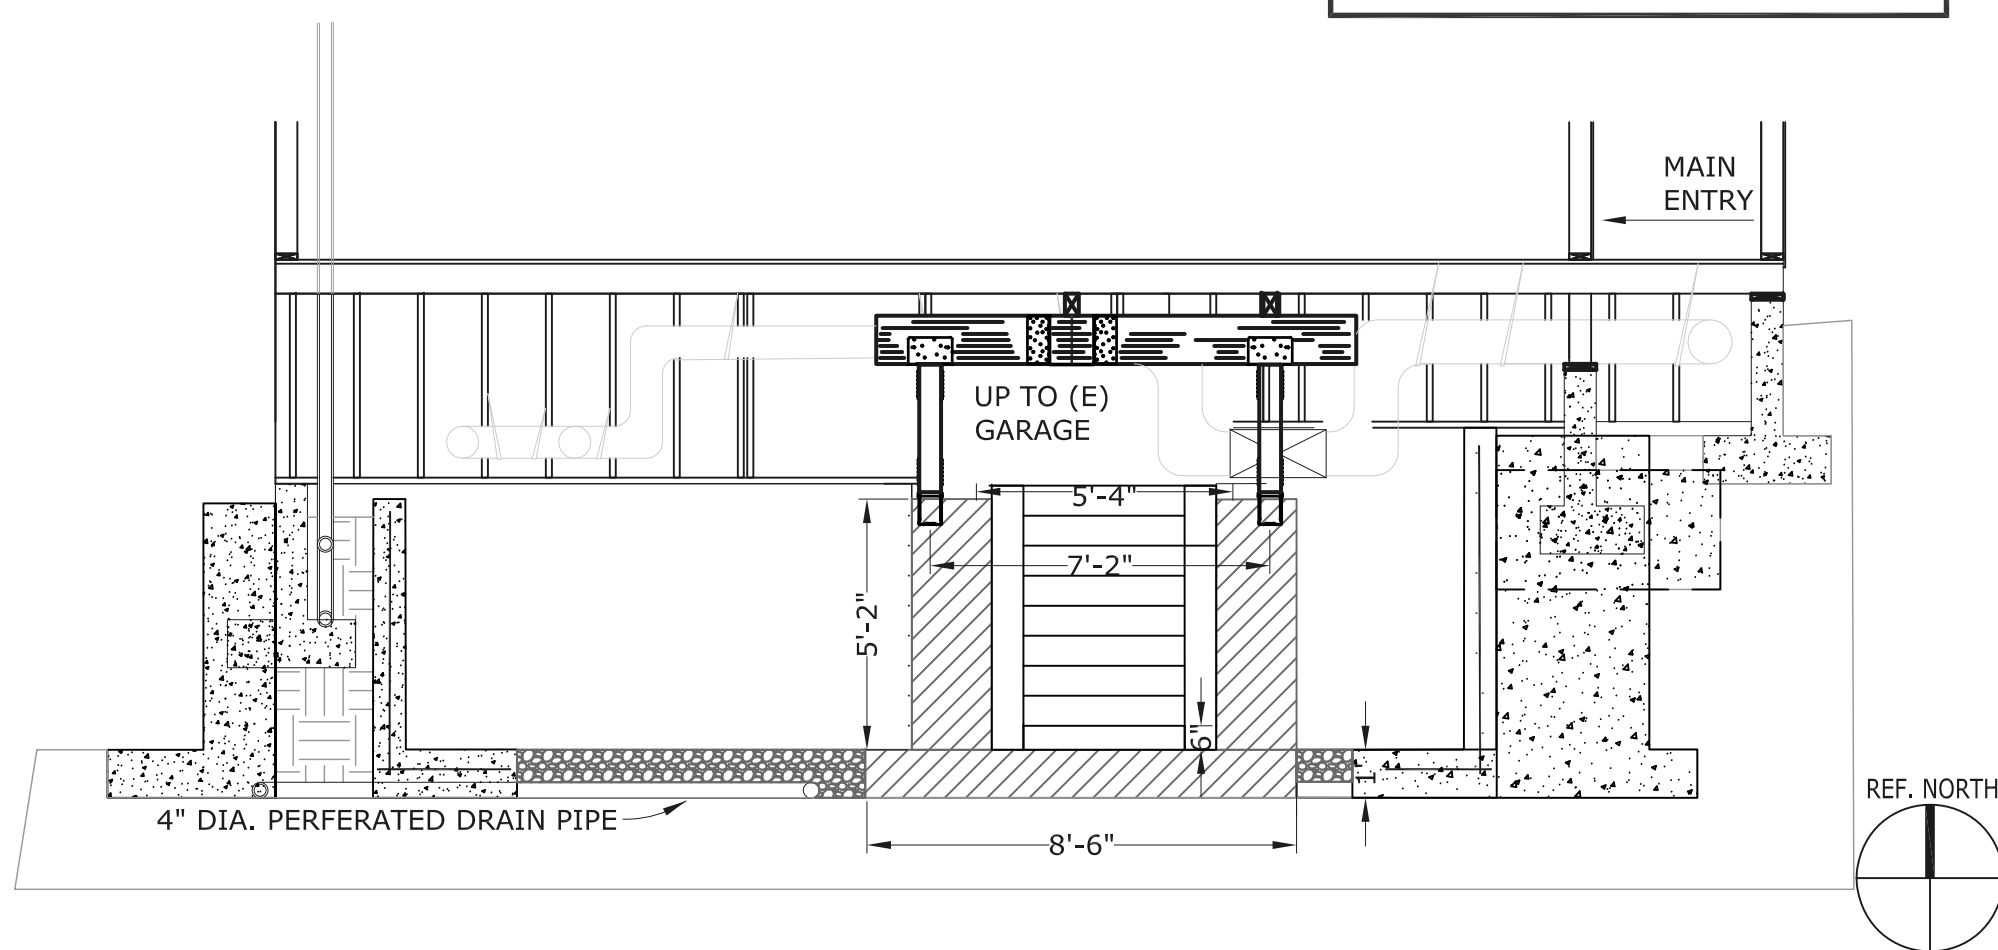 MAIN
ENTRY
UP TO (E)
GARAGE
5'-4"
7'-2"
5'-2"
6"
1'
4" DIA. PERFERATED DRAIN PIPE
8'-6"
REF. NORTH